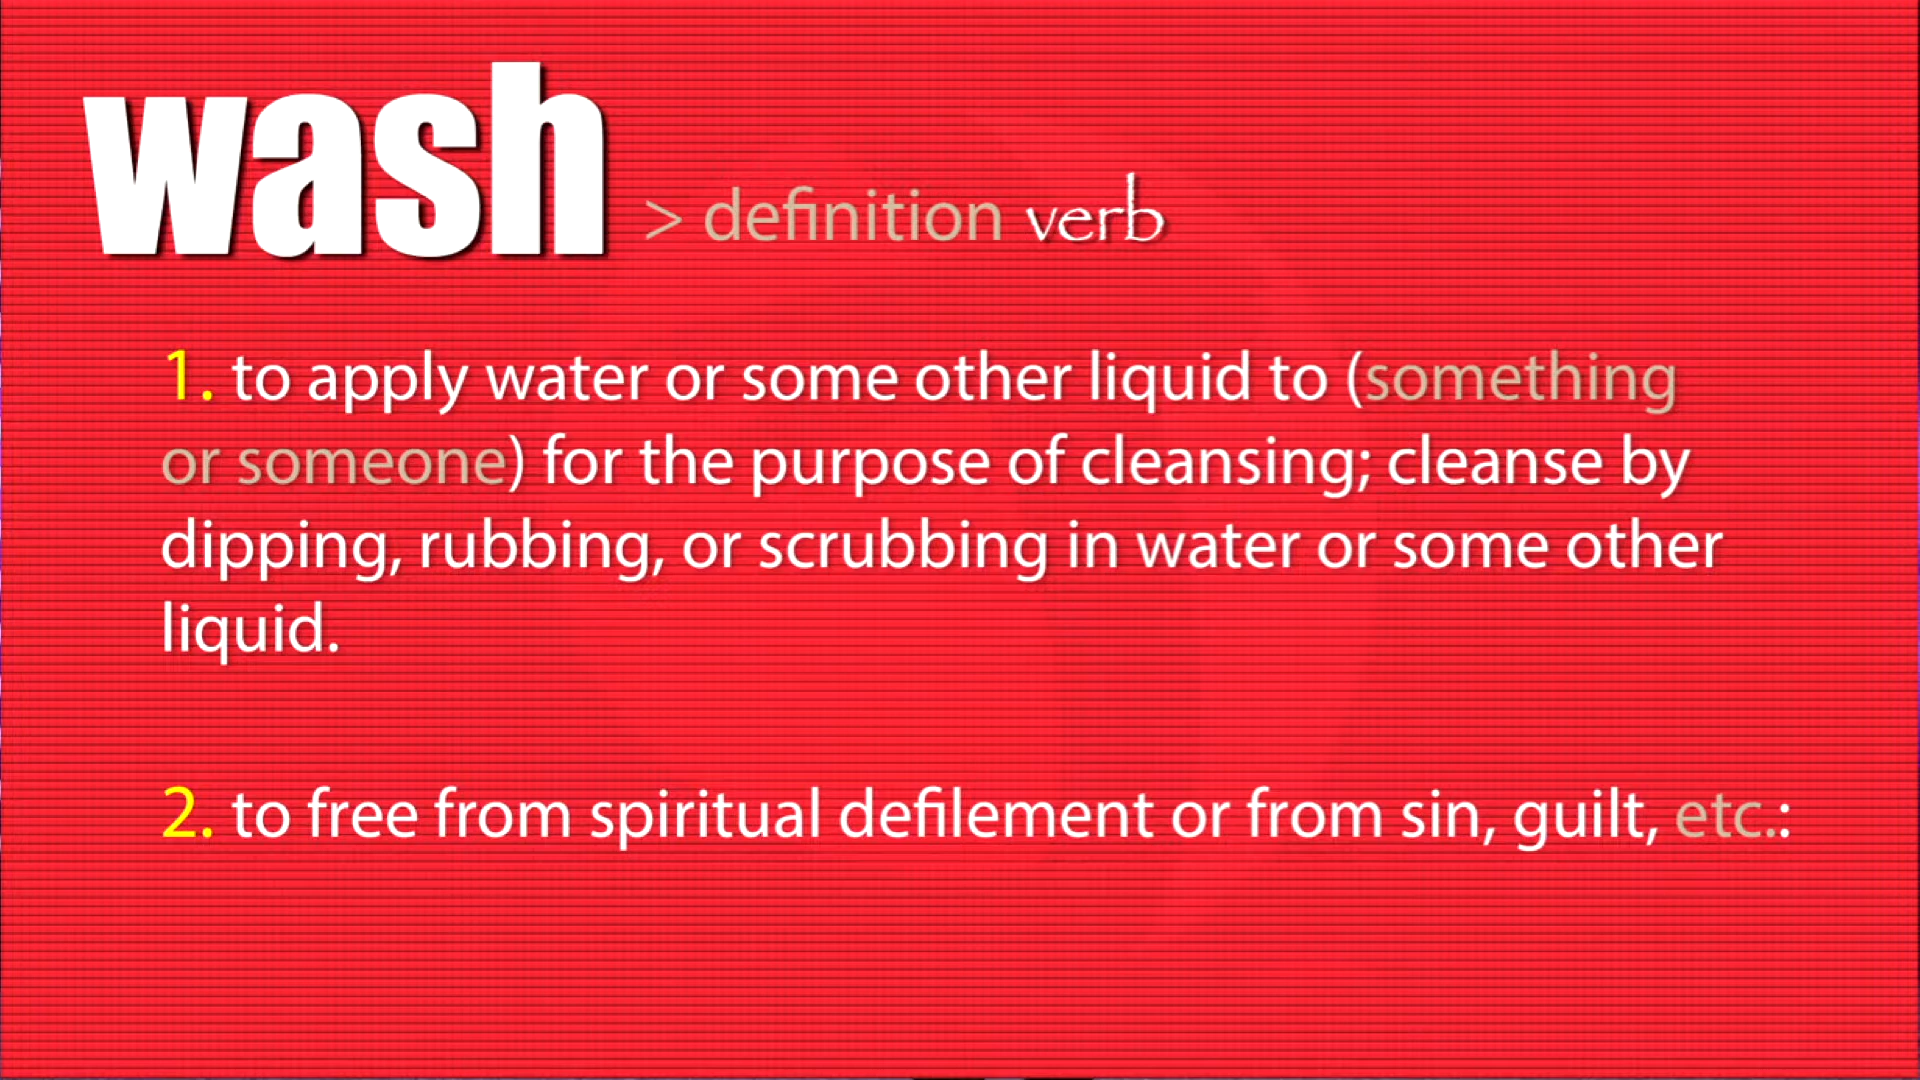 wash > definition verb
1. to apply water or some other liquid to (something
or someone) for the purpose of cleansing; cleanse by
dipping, rubbing, or scrubbing in water or some other
liquid.
2. to free from spiritual defilement or from sin, guilt, etc.: